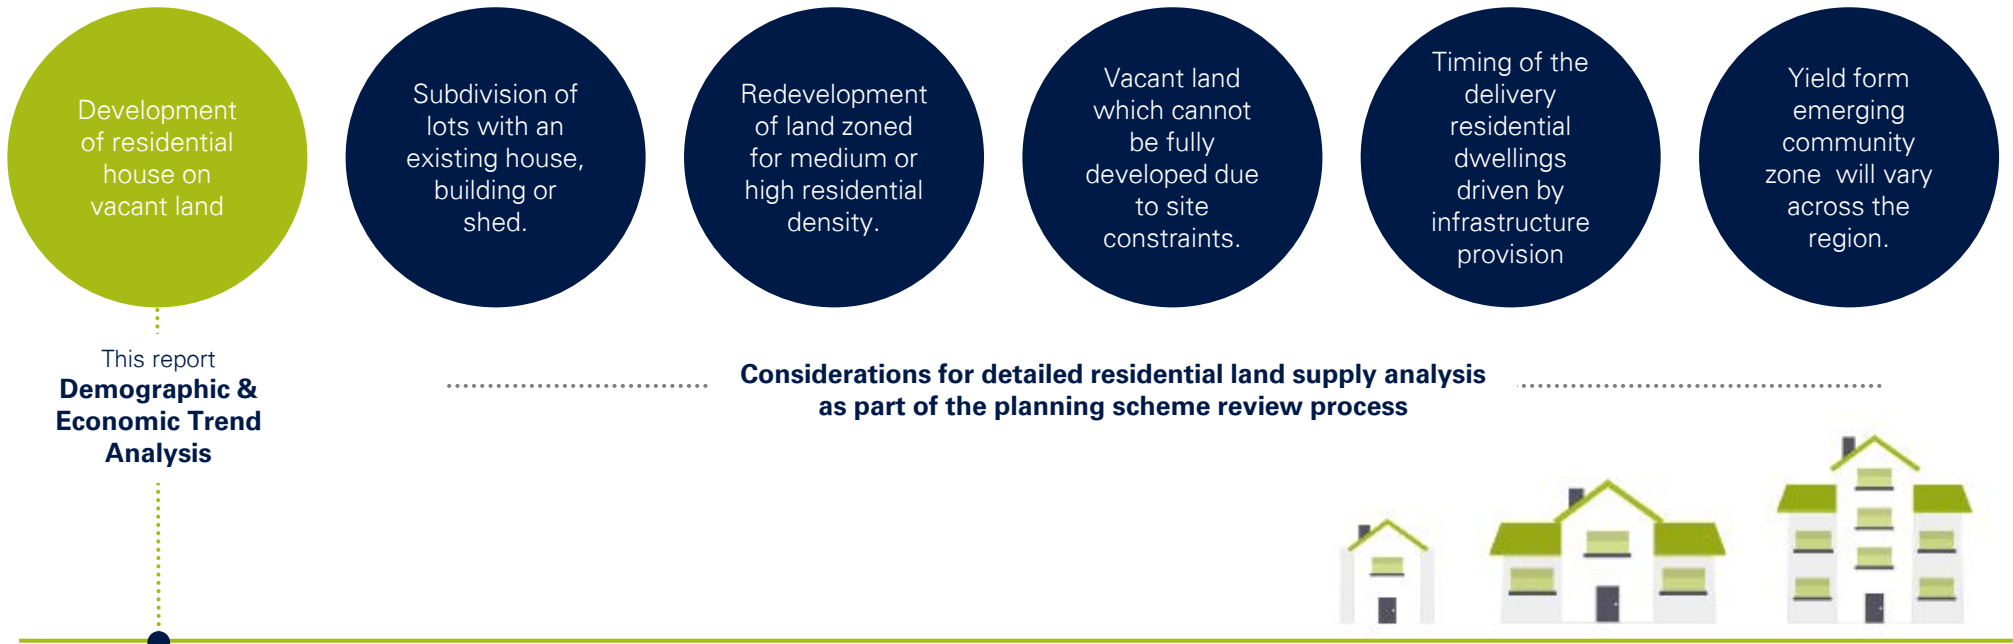 Development
of residential
house on
vacant land
Subdivision of
lots with an
existing house,
building or
shed.
Redevelopment
of land zoned
for medium or
high residential
density.
Vacant land
which cannot
be fully
developed due
to site
constraints.
Timing of the
delivery
residential
dwellings
driven by
infrastructure
provision
Yield form
emerging
community
zone will vary
across the
region.
This report
Demographic &
Economic Trend
Analysis
Considerations for detailed residential land supply analysis
as part of the planning scheme review process